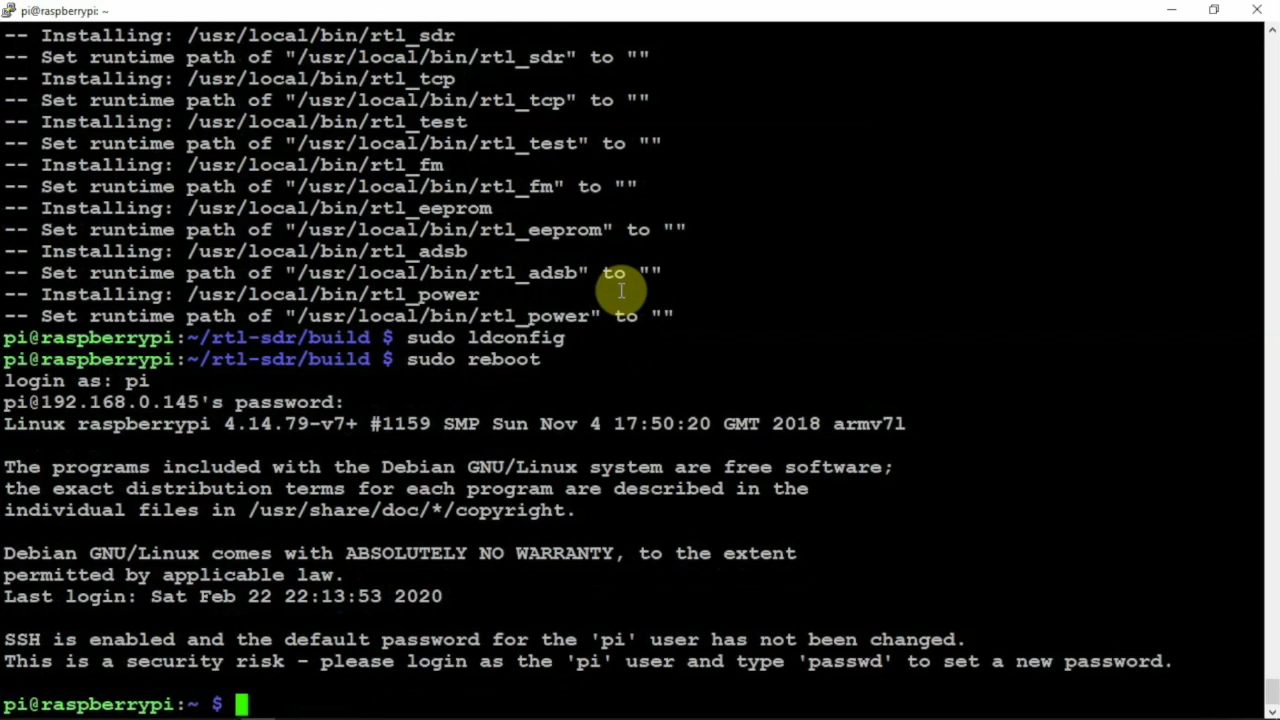 pi@raspberrypi: ~
-- Installing: /usr/local/bin/rtl_sdr
-- Set runtime path of "/usr/local/bin/rtl_sdr" to ""
-- Installing: /usr/local/bin/rtl_tcp
-- Set runtime path of "/usr/local/bin/rtl_tcp" to ""
-- Installing: /usr/local/bin/rtl_test
-- Set runtime path of "/usr/local/bin/rtl_test" to ""
-- Installing: /usr/local/bin/rtl_fm
-- Set runtime path of "/usr/local/bin/rtl_fm" to ""
-- Installing: /usr/local/bin/rtl_eeprom
-- Set runtime path of "/usr/local/bin/rtl_eeprom" to ""
-- Installing: /usr/local/bin/rtl_adsb
-- Set runtime path of "/usr/local/bin/rtl_adsb" to ""
-- Installing: /usr/local/bin/rtl_power
-- Set runtime path of "/usr/local/bin/rtl_power" to ""
pi@raspberrypi:~/rtl-sdr/build $ sudo ldconfig
pi@raspberrypi:~/rtl-sdr/build $ sudo reboot
login as: pi
pi@192.168.0.145's password:
Linux raspberrypi 4.14.79-v7+ #1159 SMP Sun Nov 4 17:50:20 GMT 2018 armv7l
The programs included with the Debian GNU/Linux system are free software;
the exact distribution terms for each program are described in the
individual files in /usr/share/doc/*/copyright.
Debian GNU/Linux comes with ABSOLUTELY NO WARRANTY, to the extent
permitted by applicable law.
Last login: Sat Feb 22 22:13:53 2020
SSH is enabled and the default password for the 'pi' user has not been changed.
This is a security risk - please login as the 'pi' user and type 'passwd' to set a new password.
pi@raspberrypi:~ $